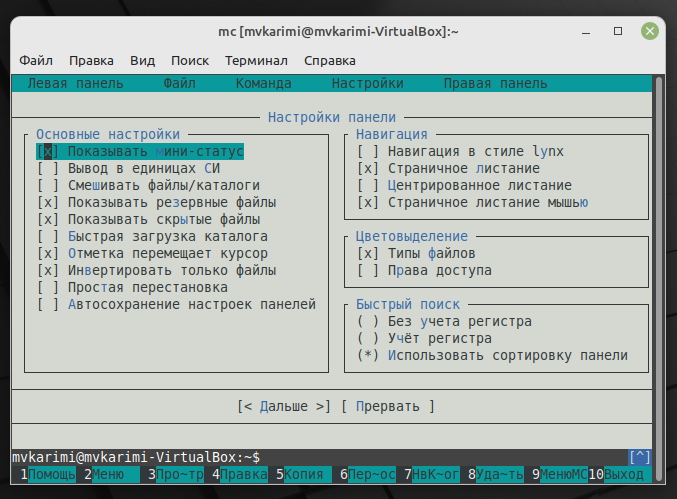 mc [mvkarimi@mvkarimi-VirtualBox]:~
Файл Правка Вид Поиск Терминал Справка
Левая панель Файл Команда Настройки Правая панель
Настройки панели
Основные настройки
[x] Показывать мини-статус
[ ] Вывод в единицах СИ
[ ] Смешивать файлы/каталоги
[x] Показывать резервные файлы
[x] Показывать скрытые файлы
[ ] Быстрая загрузка каталога
[x] Отметка перемещает курсор
[x] Инвертировать только файлы
[ ] Простая перестановка
[ ] Автосохранение настроек панелей
Навигация
[ ] Навигация в стиле lynx
[x] Страничное листание
[ ] Центрированное листание
[x] Страничное листание мышью
Цветовыделение
[x] Типы файлов
[ ] Права доступа
Быстрый поиск
( ) Без учета регистра
( ) Учёт регистра
(*) Использовать сортировку панели
[< Дальше >] [ Прервать ]
mvkarimi@mvkarimi-VirtualBox:~$ [^]
1Помощь 2Меню 3Про~тр 4Правка 5Копия 6Пер~ос 7НвК~ог 8Уда~ть 9МенюМС 10Выход